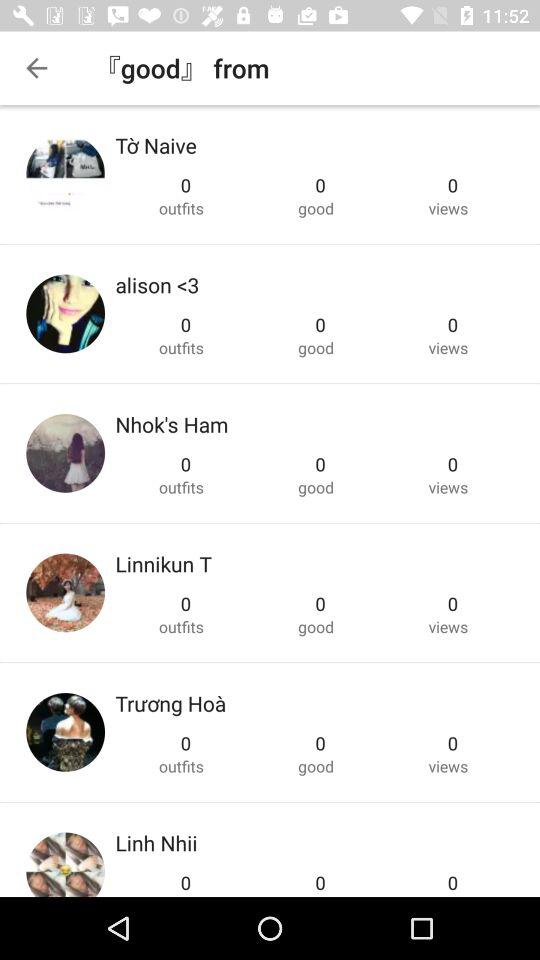 11:52
『good』 from
Tờ Naive
0 0 0
outfits good views
alison <3
0 0 0
outfits good views
Nhok's Ham
0 0 0
outfits good views
Linnikun T
0 0 0
outfits good views
Trương Hoà
0 0 0
outfits good views
Linh Nhii
0 0 0